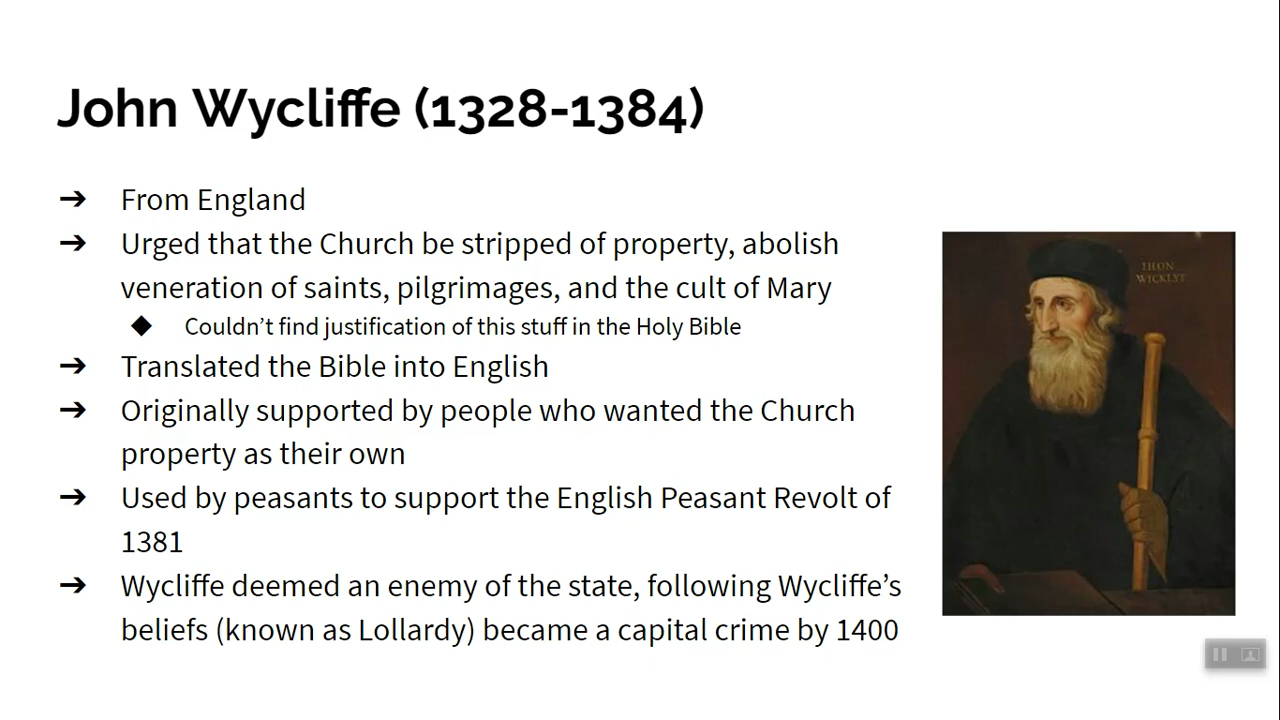 John Wycliffe (1328-1384)
➔ From England
➔ Urged that the Church be stripped of property, abolish
veneration of saints, pilgrimages, and the cult of Mary
◆ Couldn’t find justification of this stuff in the Holy Bible
➔ Translated the Bible into English
➔ Originally supported by people who wanted the Church
property as their own
➔ Used by peasants to support the English Peasant Revolt of
1381
➔ Wycliffe deemed an enemy of the state, following Wycliffe’s
beliefs (known as Lollardy) became a capital crime by 1400
IHON
WICKLYF